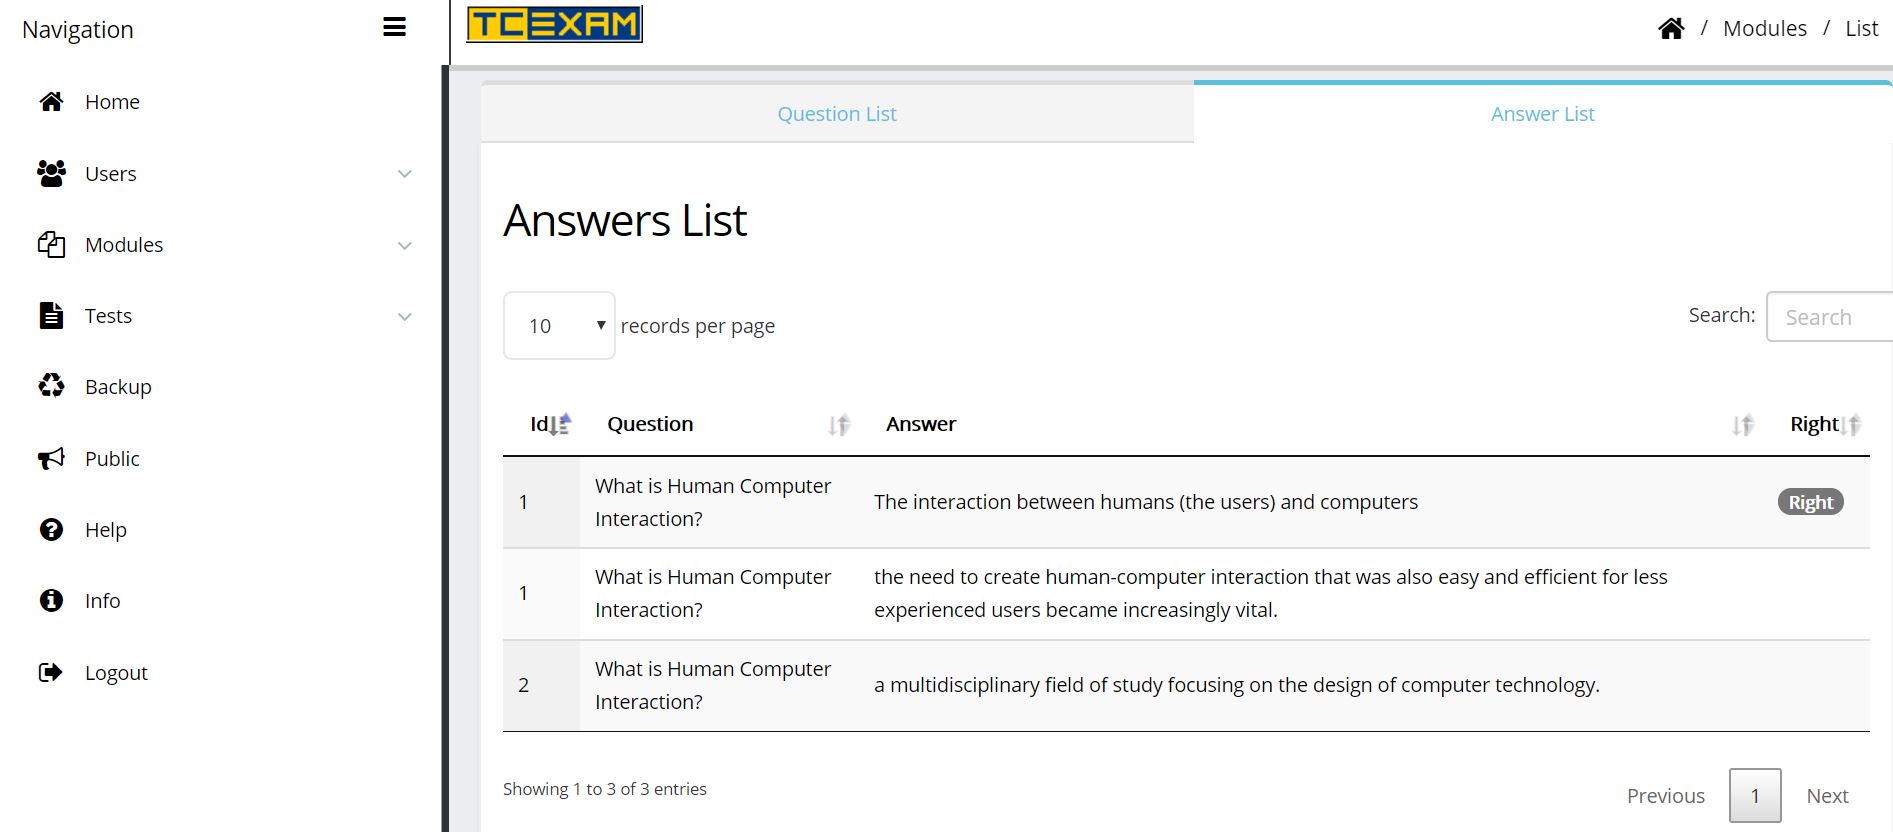 Navigation
Home
Users
Modules
Tests
Backup
Public
Help
Info
Logout
TCEXAM
/ Modules / List
Question List
Answer List
Answers List
10 records per page
Search: Search
Id Question Answer Right
1
What is Human Computer
Interaction?
The interaction between humans (the users) and computers
Right
1
What is Human Computer
Interaction?
the need to create human-computer interaction that was also easy and efficient for less
experienced users became increasingly vital.
2
What is Human Computer
Interaction?
a multidisciplinary field of study focusing on the design of computer technology.
Showing 1 to 3 of 3 entries
Previous 1 Next